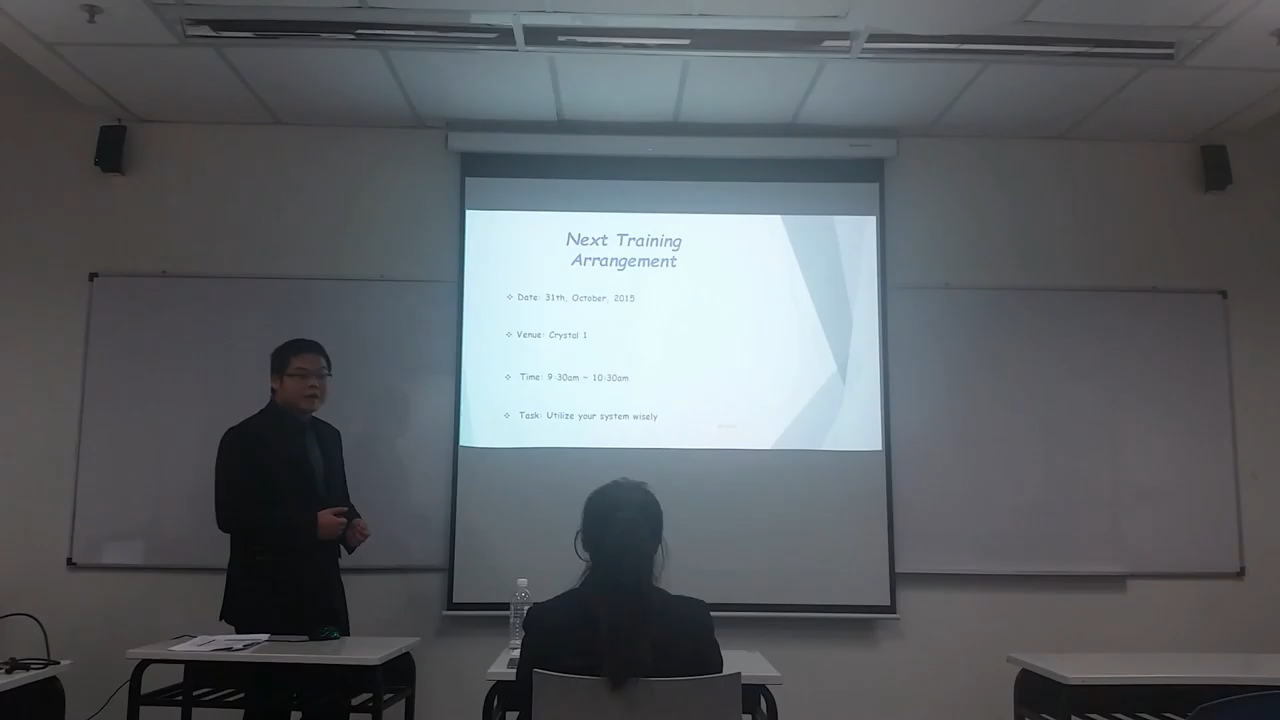 Next Training
Arrangement
Date: 31th, October, 2015
Venue: Crystal 1
Time: 9:30am ~ 10:30am
Task: Utilize your system wisely